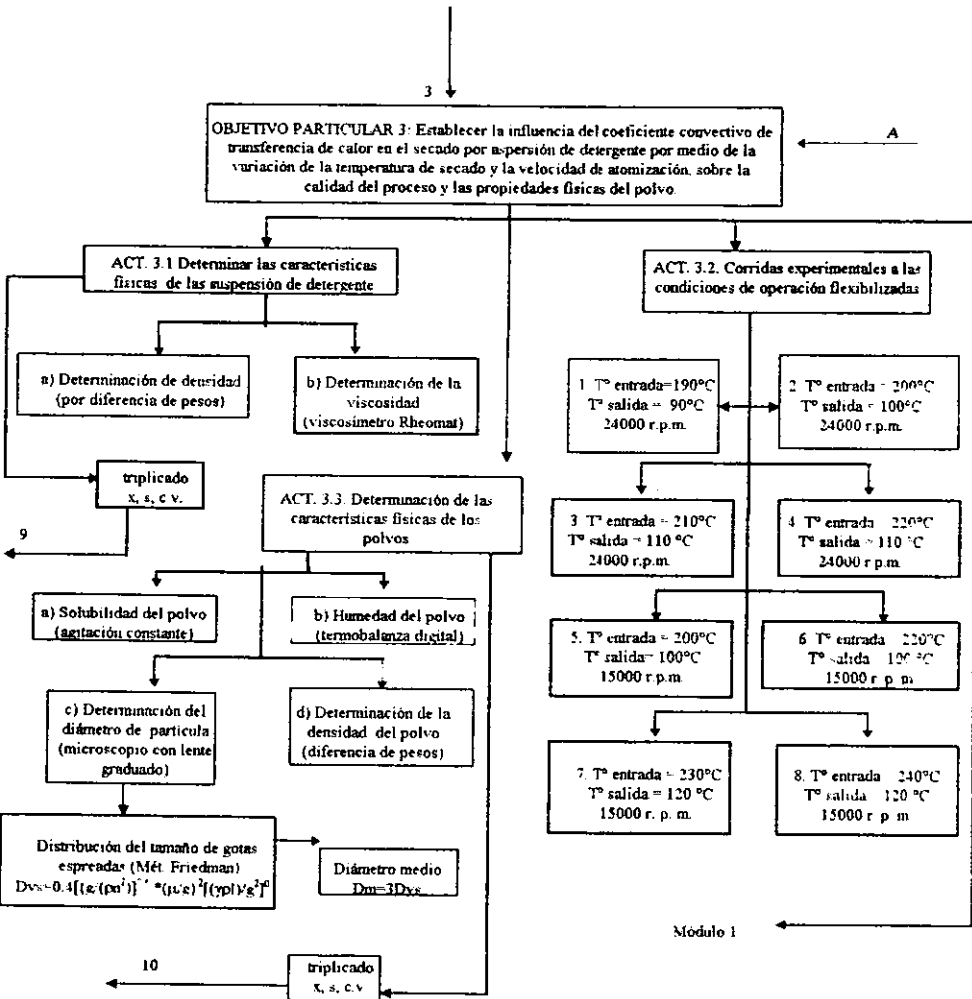 3
OBJETIVO PARTICULAR 3: Establecer la influencia del coeficiente convectivo de
transferencia de calor en el secado por aspersión de detergente por medio de la
variación de la temperatura de secado y la velocidad de atomización, sobre la
calidad del proceso y las propiedades físicas del polvo.
A
ACT. 3.1 Determinar las características
físicas de las suspensión de detergente
ACT. 3.2. Corridas experimentales a las
condiciones de operación flexibilizadas
a) Determinación de densidad
(por diferencia de pesos)
b) Determinación de la
viscosidad
(viscosímetro Rheomat)
1 T° entrada=190°C
T° salida = 90°C
24000 r.p.m.
2. T° entrada = 200°C
T° salida = 100°C
24000 r.p.m.
triplicado
x, s, c v.
9
ACT. 3.3. Determinación de las
características físicas de los
polvos
3 T° entrada = 210°C
T° salida = 110 °C
24000 r.p.m.
4 T° entrada = 220°C
T° salida = 110 °C
24000 r.p.m.
a) Solubilidad del polvo
(agitación constante)
b) Humedad del polvo
(termobalanza digital)
5. T° entrada = 200°C
T° salida= 100°C
15000 r.p.m.
6 T° entrada 220°C
T° salida °C
15000 r. p m
c) Determinación del
diámetro de partícula
(microscopio con lente
graduado)
d) Determinación de la
densidad del polvo
(diferencia de pesos)
7. T° entrada = 230°C
T° salida = 120 °C
15000 r. p. m.
8. T° entrada 240°C
T° salida 120 °C
15000 r p m
Distribución del tamaño de gotas
espreadas (Mét. Friedman)
Dvs=0.4
Diámetro medio
Dm=3Dvs
Módulo 1
10
triplicado
x, s, c.v